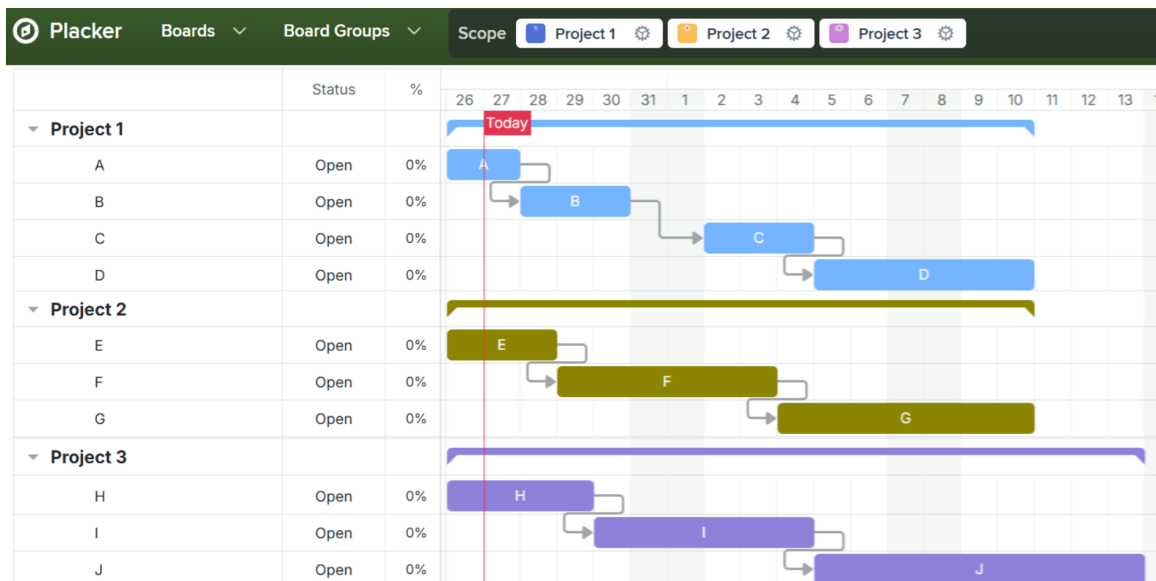 Placker Boards Board Groups Scope Project 1 Project 2 Project 3
Status % 26 27 28 29 30 31 1 2 3 4 5 6 7 8 9 10 11 12 13
Project 1 Today
A Open 0% A
B Open 0% B
C Open 0% C
D Open 0% D
Project 2
E Open 0% E
F Open 0% F
G Open 0% G
Project 3
H Open 0% H
I Open 0% I
J Open 0% J